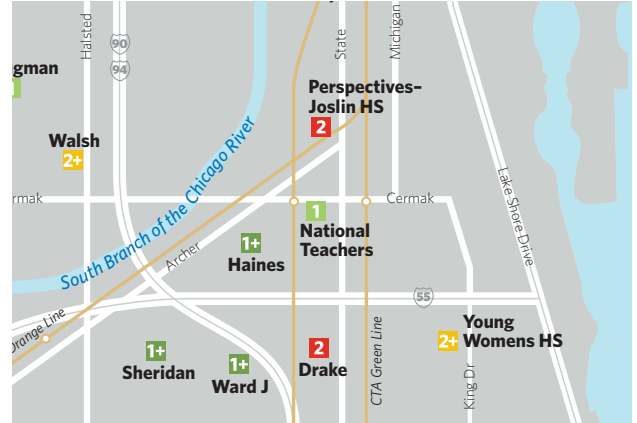 Halsted
90
94
State
Michigan
gman
Perspectives–
Joslin HS
2
Walsh
2+
South Branch of the Chicago River
Lake Shore Drive
rmak
Cermak
1
National
Teachers
1+
Haines
Archer
55
Orange Line
CTA Green Line
Young
Womens HS
2+
1+
Sheridan
1+
Ward J
2
Drake
King Dr